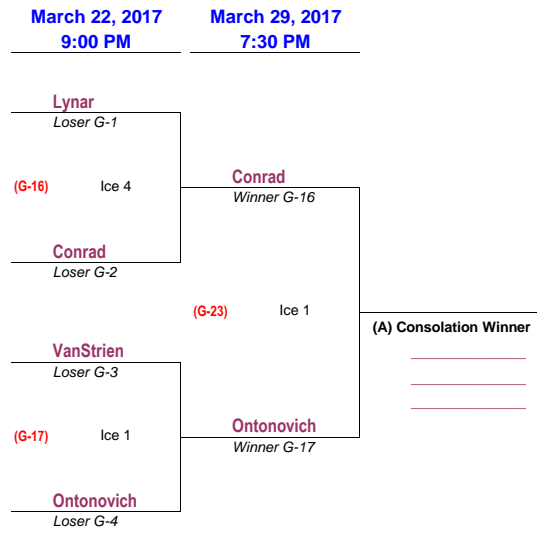 March 22, 2017
9:00 PM
March 29, 2017
7:30 PM
Lynar
Loser G-1
(G-16) Ice 4
Conrad
Winner G-16
Conrad
Loser G-2
(G-23) Ice 1
(A) Consolation Winner
VanStrien
Loser G-3
(G-17) Ice 1
Ontonovich
Winner G-17
Ontonovich
Loser G-4